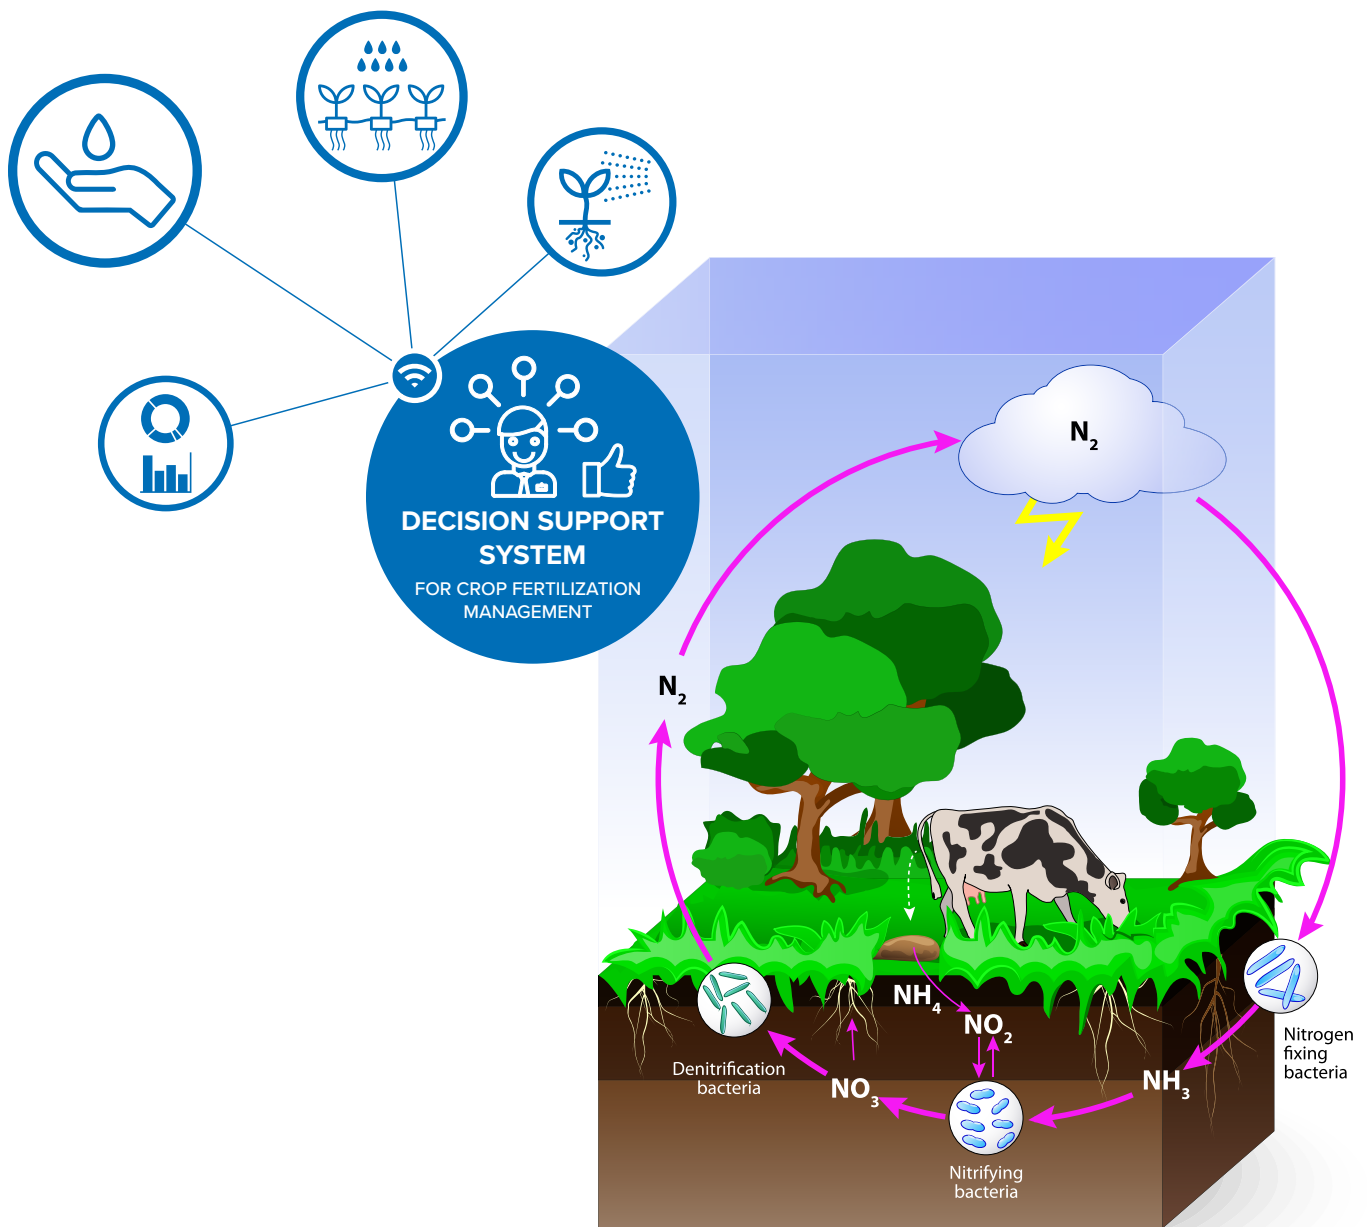 DECISION SUPPORT
SYSTEM
FOR CROP FERTILIZATION
MANAGEMENT
N₂
N₂
NH₄
NO₂
Nitrogen
fixing
bacteria
Denitrification
bacteria
NO₃
NH₃
Nitrifying
bacteria